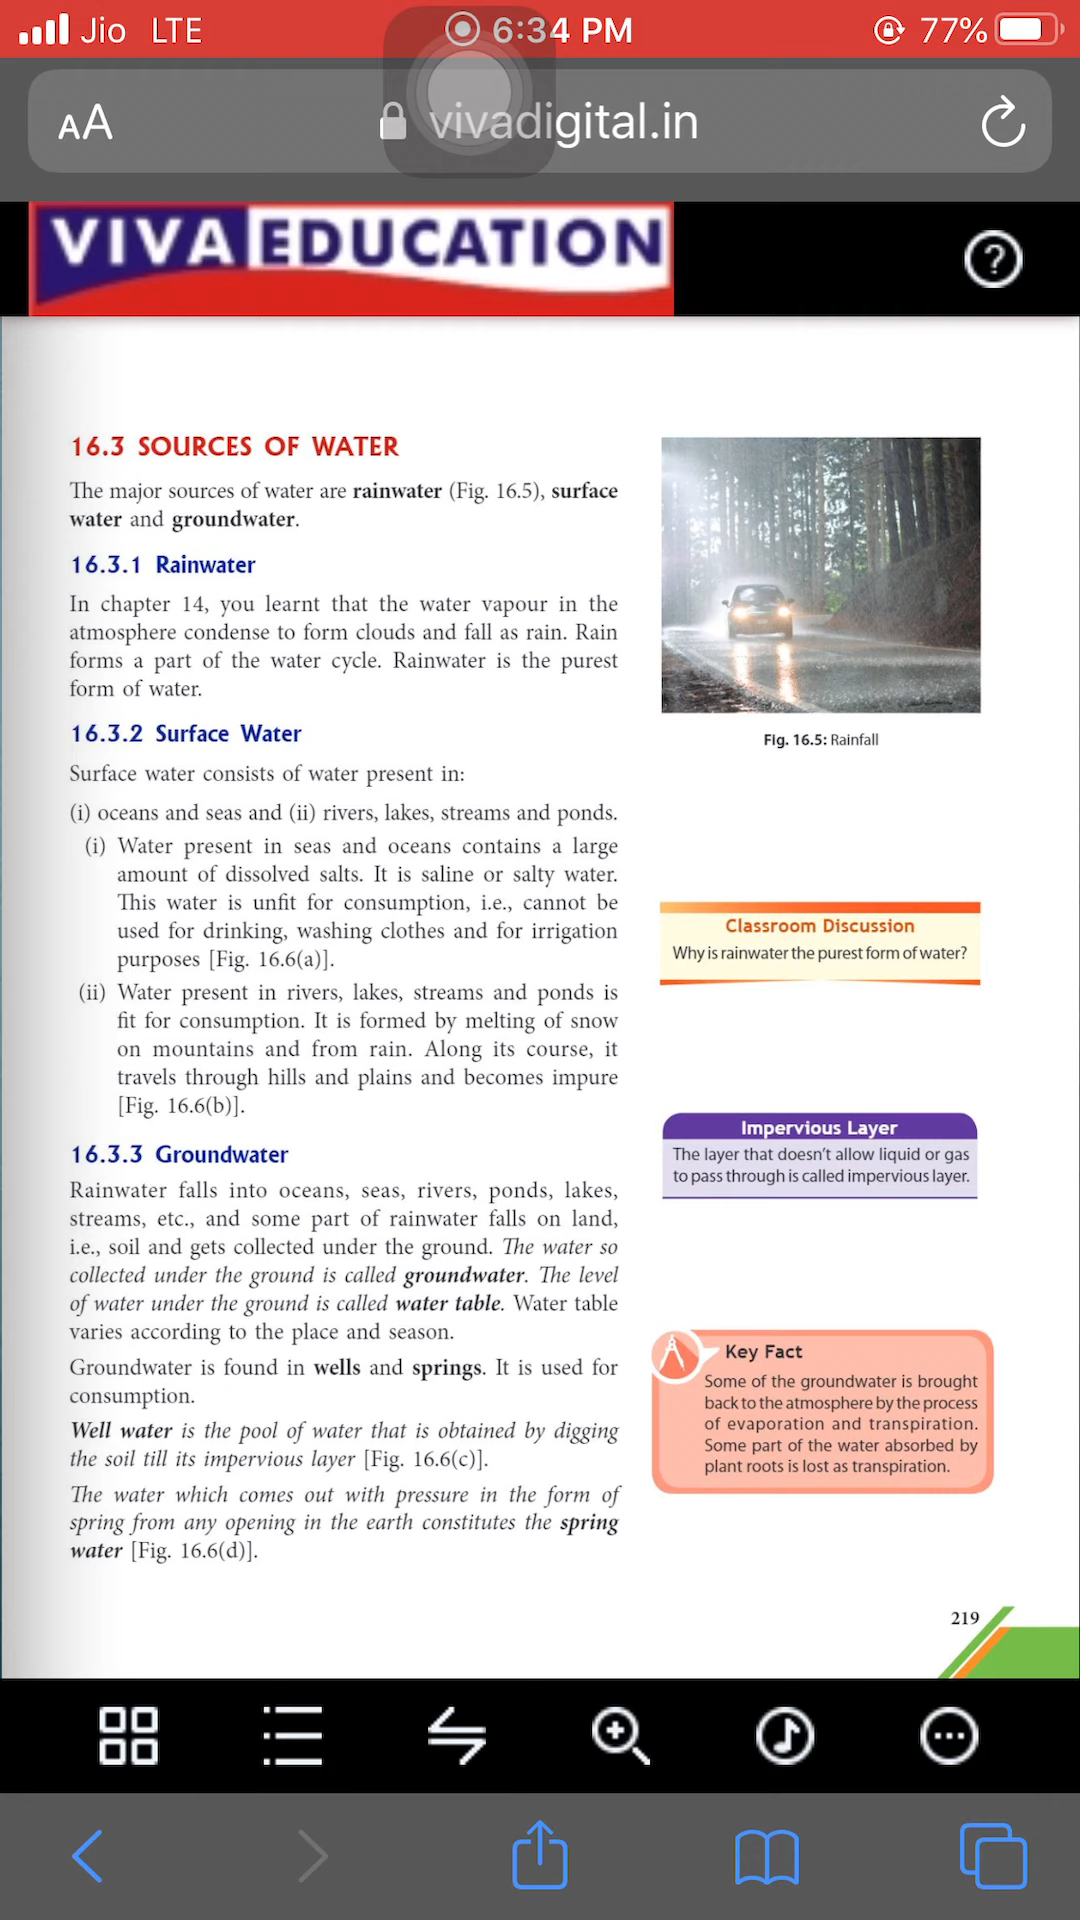 Jio LTE
6:34 PM
77%
AA
vivadigital.in
VIVA EDUCATION
?
16.3 SOURCES OF WATER
The major sources of water are rainwater (Fig. 16.5), surface
water and groundwater.
16.3.1 Rainwater
In chapter 14, you learnt that the water vapour in the
atmosphere condense to form clouds and fall as rain. Rain
forms a part of the water cycle. Rainwater is the purest
form of water.
16.3.2 Surface Water
Surface water consists of water present in:
(i) oceans and seas and (ii) rivers, lakes, streams and ponds.
(i) Water present in seas and oceans contains a large
amount of dissolved salts. It is saline or salty water.
This water is unfit for consumption, i.e., cannot be
used for drinking, washing clothes and for irrigation
purposes [Fig. 16.6(a)].
(ii) Water present in rivers, lakes, streams and ponds is
fit for consumption. It is formed by melting of snow
on mountains and from rain. Along its course, it
travels through hills and plains and becomes impure
[Fig. 16.6(b)].
16.3.3 Groundwater
Rainwater falls into oceans, seas, rivers, ponds, lakes,
streams, etc., and some part of rainwater falls on land,
i.e., soil and gets collected under the ground. The water so
collected under the ground is called groundwater. The level
of water under the ground is called water table. Water table
varies according to the place and season.
Groundwater is found in wells and springs. It is used for
consumption.
Well water is the pool of water that is obtained by digging
the soil till its impervious layer [Fig. 16.6(c)].
The water which comes out with pressure in the form of
spring from any opening in the earth constitutes the spring
water [Fig. 16.6(d)].
Fig. 16.5: Rainfall
Classroom Discussion
Why is rainwater the purest form of water?
Impervious Layer
The layer that doesn't allow liquid or gas
to pass through is called impervious layer.
Key Fact
Some of the groundwater is brought
back to the atmosphere by the process
of evaporation and transpiration.
Some part of the water absorbed by
plant roots is lost as transpiration.
219